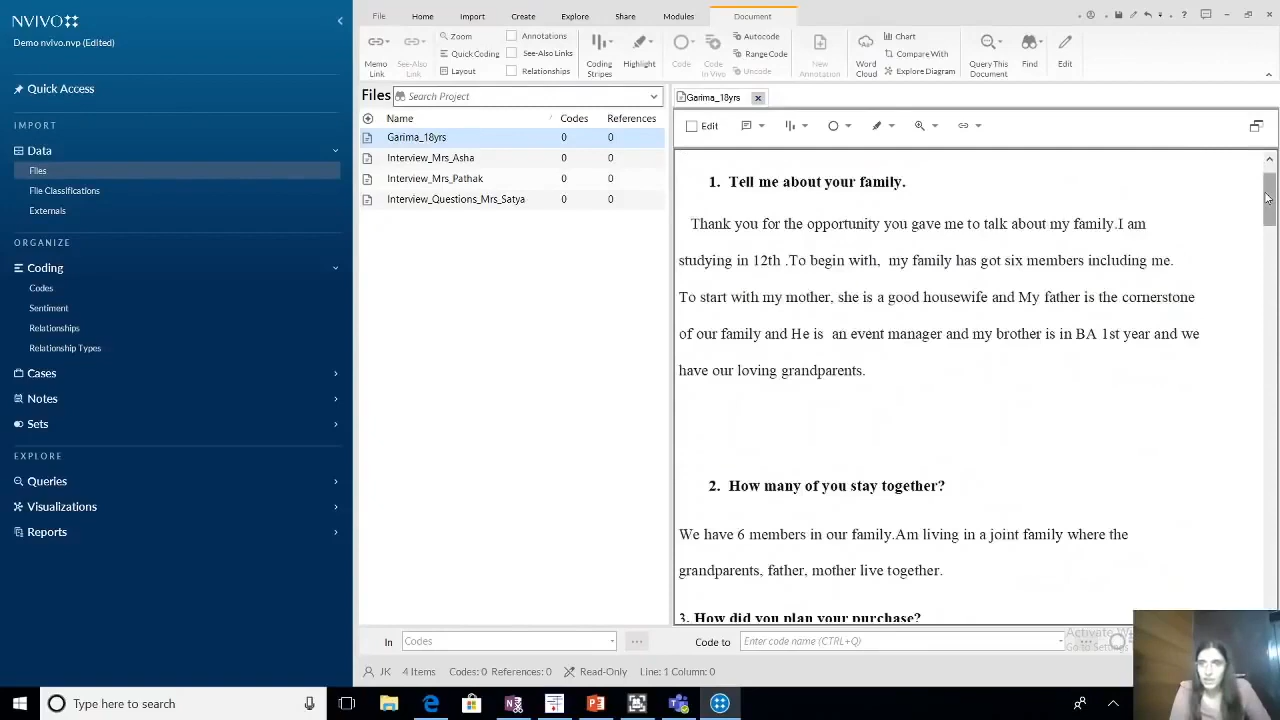 NVIVO
Demo nvivo.nvp (Edited)
Quick Access
IMPORT
Data
Files
File Classifications
Externals
ORGANIZE
Coding
Codes
Sentiment
Relationships
Relationship Types
Cases
Notes
Sets
EXPLORE
Queries
Visualizations
Reports
File Home Import Create Explore Share Modules Document
Memo Link
See-Also Link
Zoom
Quick Coding
Layout
Annotations
See-Also Links
Relationships
Coding Stripes
Highlight
Code
Code In Vivo
Autocode
Range Code
Uncode
New Annotation
Word Cloud
Chart
Compare With
Explore Diagram
Query This Document
Find
Edit
Files Search Project
Name Codes References
Garima_18yrs 0 0
Interview_Mrs_Asha 0 0
Interview_Mrs_Pathak 0 0
Interview_Questions_Mrs_Satya 0 0
Garima_18yrs
Edit
1. Tell me about your family.
Thank you for the opportunity you gave me to talk about my family.I am
studying in 12th .To begin with, my family has got six members including me.
To start with my mother, she is a good housewife and My father is the cornerstone
of our family and He is an event manager and my brother is in BA 1st year and we
have our loving grandparents.
2. How many of you stay together?
We have 6 members in our family.Am living in a joint family where the
grandparents, father, mother live together.
3. How did you plan your purchase?
In Codes Code to Enter code name (CTRL+Q)
Activate W
Go to Settings
JK 4 Items Codes: 0 References: 0 Read-Only Line: 1 Column: 0
Type here to search